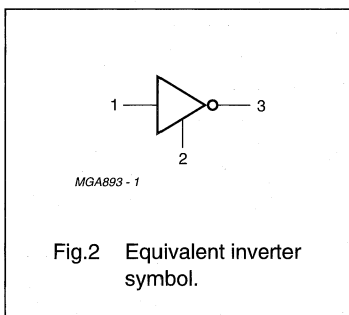 1
3
2
MGA893 - 1
Fig.2 Equivalent inverter
symbol.